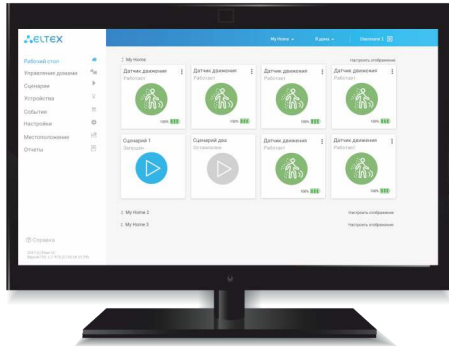 ELTEX
My Home
Я дома
Рабочий стол
Управление домами
Сценарии
Устройства
События
Настройки
Местоположение
Отчеты
Справка
My Home
Настроить отображение
Датчик движения
Работает
100%
Датчик движения
Работает
100%
Датчик движения
Работает
100%
Датчик движения
Работает
100%
Сценарий 1
Запущен
Сценарий два
Остановлен
Датчик движения
Работает
100%
Датчик движения
Работает
100%
My Home 2
Настроить отображение
My Home 3
Настроить отображение